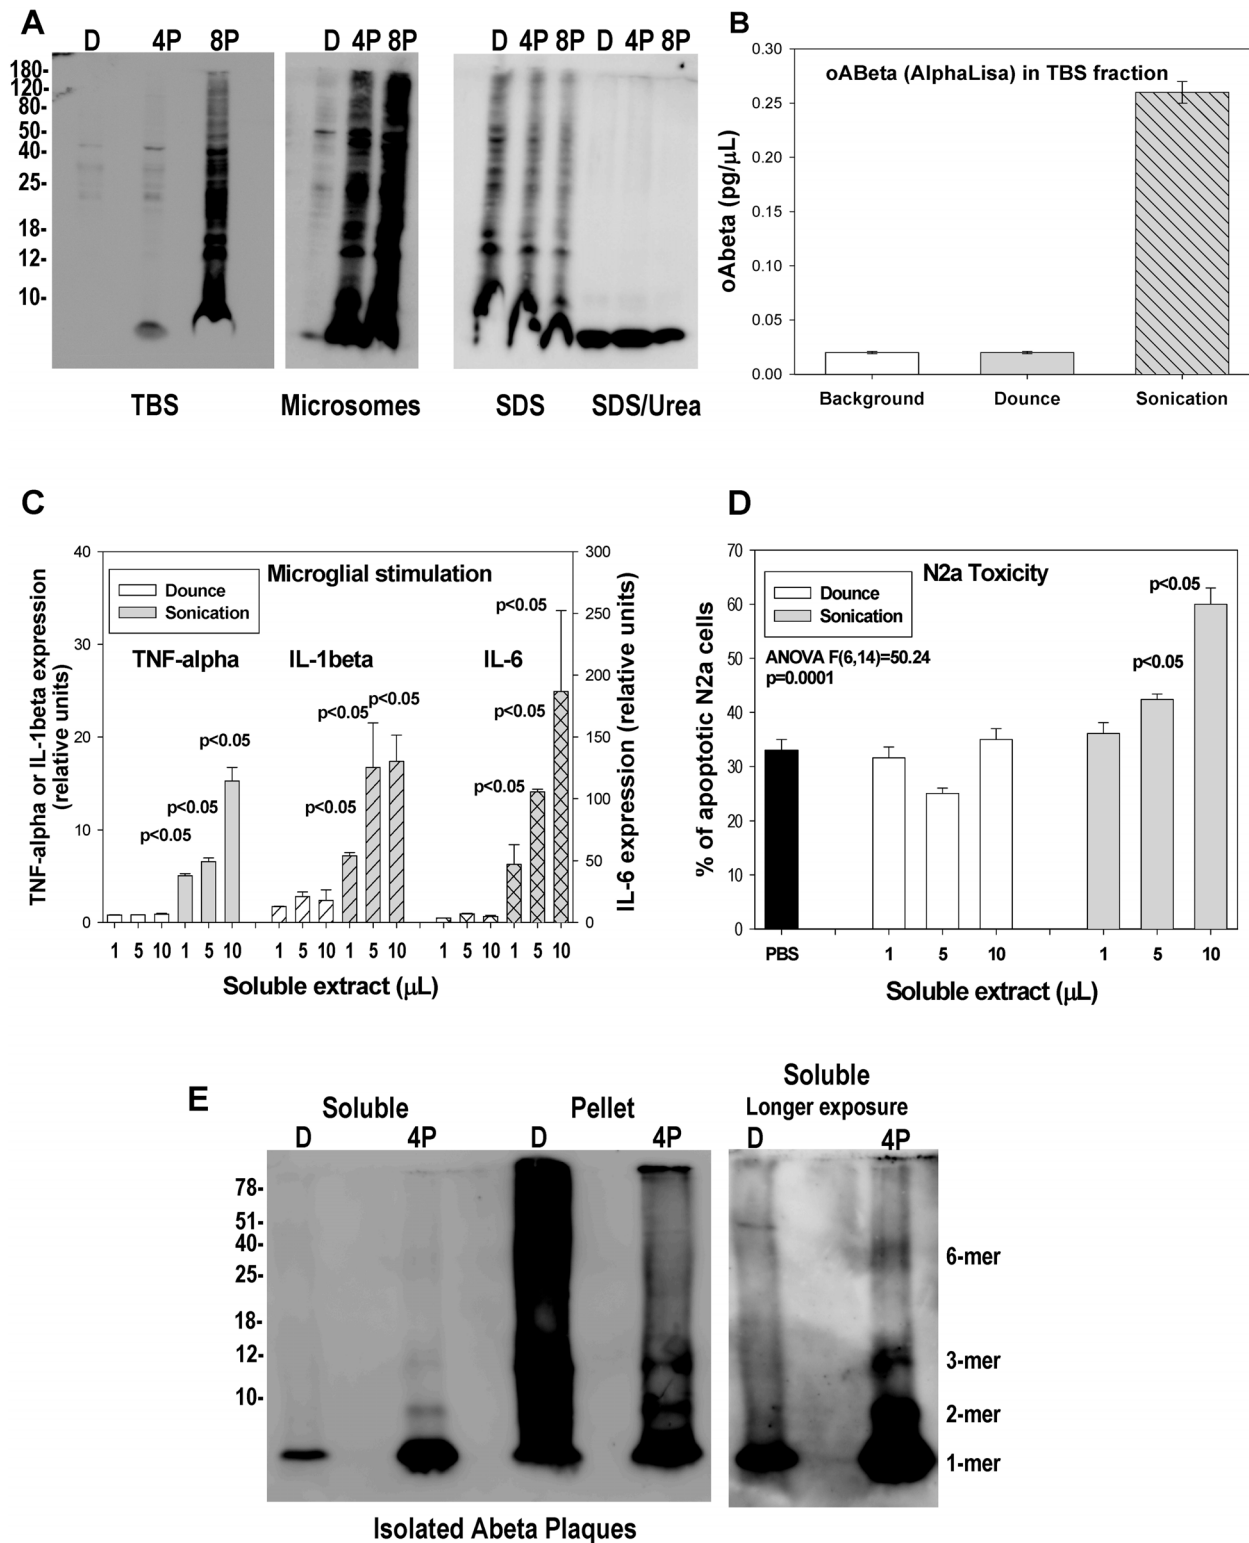 A
D 4P 8P
D 4P 8P
D 4P 8P D 4P 8P
180-
120-
80-
50-
40-
25-
18-
12-
10-
TBS
Microsomes
SDS
SDS/Urea
B
oABeta (AlphaLisa) in TBS fraction
oAbeta (pg/μL)
0.30
0.25
0.20
0.15
0.10
0.05
0.00
Background
Dounce
Sonication
C
TNF-alpha or IL-1beta expression
(relative units)
40
30
20
10
0
Dounce
Sonication
Microglial stimulation
TNF-alpha
IL-1beta
IL-6
p<0.05
p<0.05
p<0.05
p<0.05
p<0.05
p<0.05
p<0.05
p<0.05
p<0.05
300
250
200
150
100
50
0
IL-6 expression (relative units)
1 5 10 1 5 10 1 5 10 1 5 10 1 5 10 1 5 10
Soluble extract (μL)
D
% of apoptotic N2a cells
70
60
50
40
30
20
10
0
Dounce
Sonication
N2a Toxicity
ANOVA F(6,14)=50.24
p=0.0001
p<0.05
p<0.05
PBS 1 5 10 1 5 10
Soluble extract (μL)
E
Soluble
Pellet
Soluble
Longer exposure
D 4P D 4P
D 4P
78-
51-
40-
25-
18-
12-
10-
6-mer
3-mer
2-mer
1-mer
Isolated Abeta Plaques